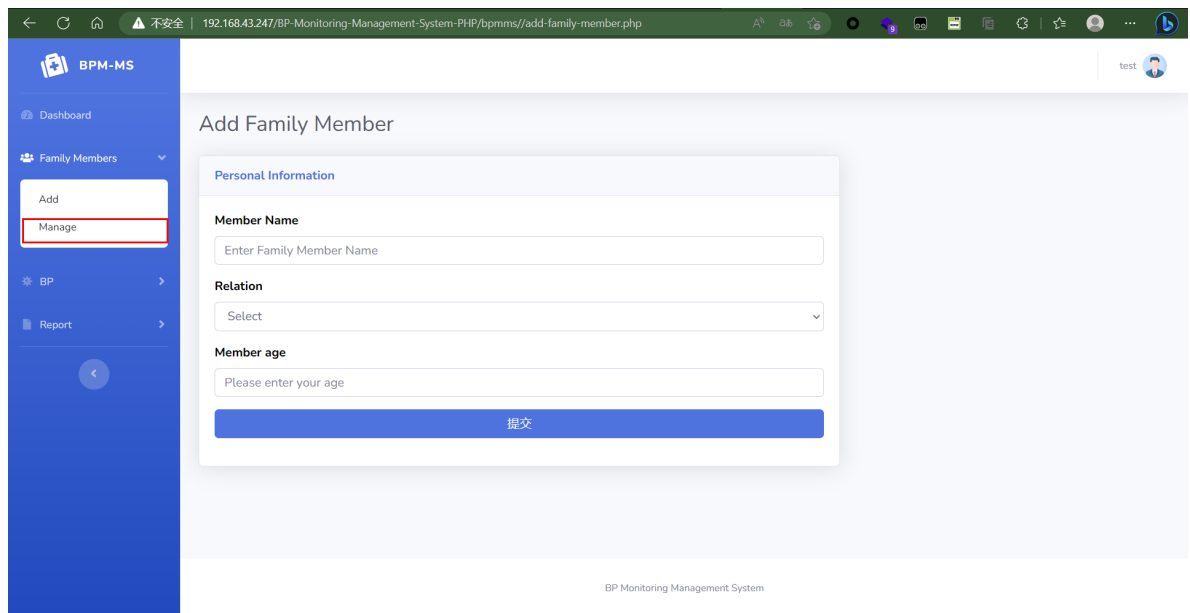 不安全 | 192.168.43.247/BP-Monitoring-Management-System-PHP/bpmms//add-family-member.php
9
BPM-MS
test
Dashboard
Family Members
Add
Manage
BP
Report
Add Family Member
Personal Information
Member Name
Enter Family Member Name
Relation
Select
Member age
Please enter your age
提交
BP Monitoring Management System